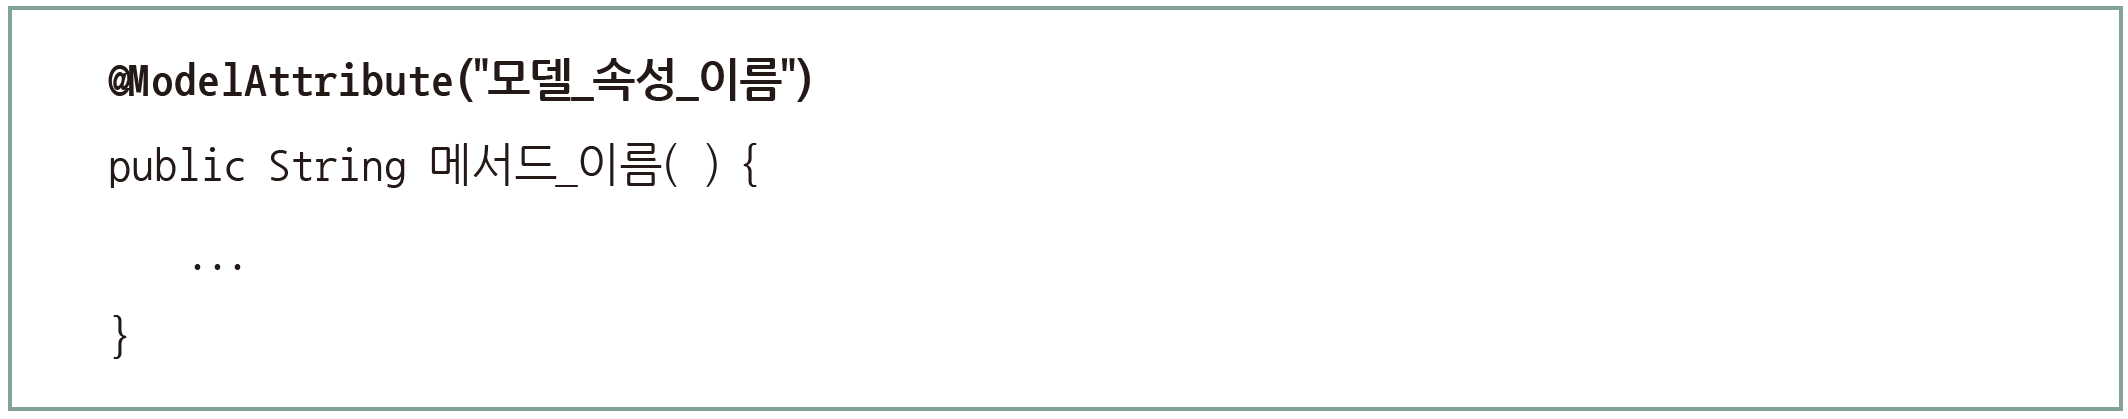 @ModelAttribute("모델_속성_이름")
public String 메서드_이름( ) {
...
}